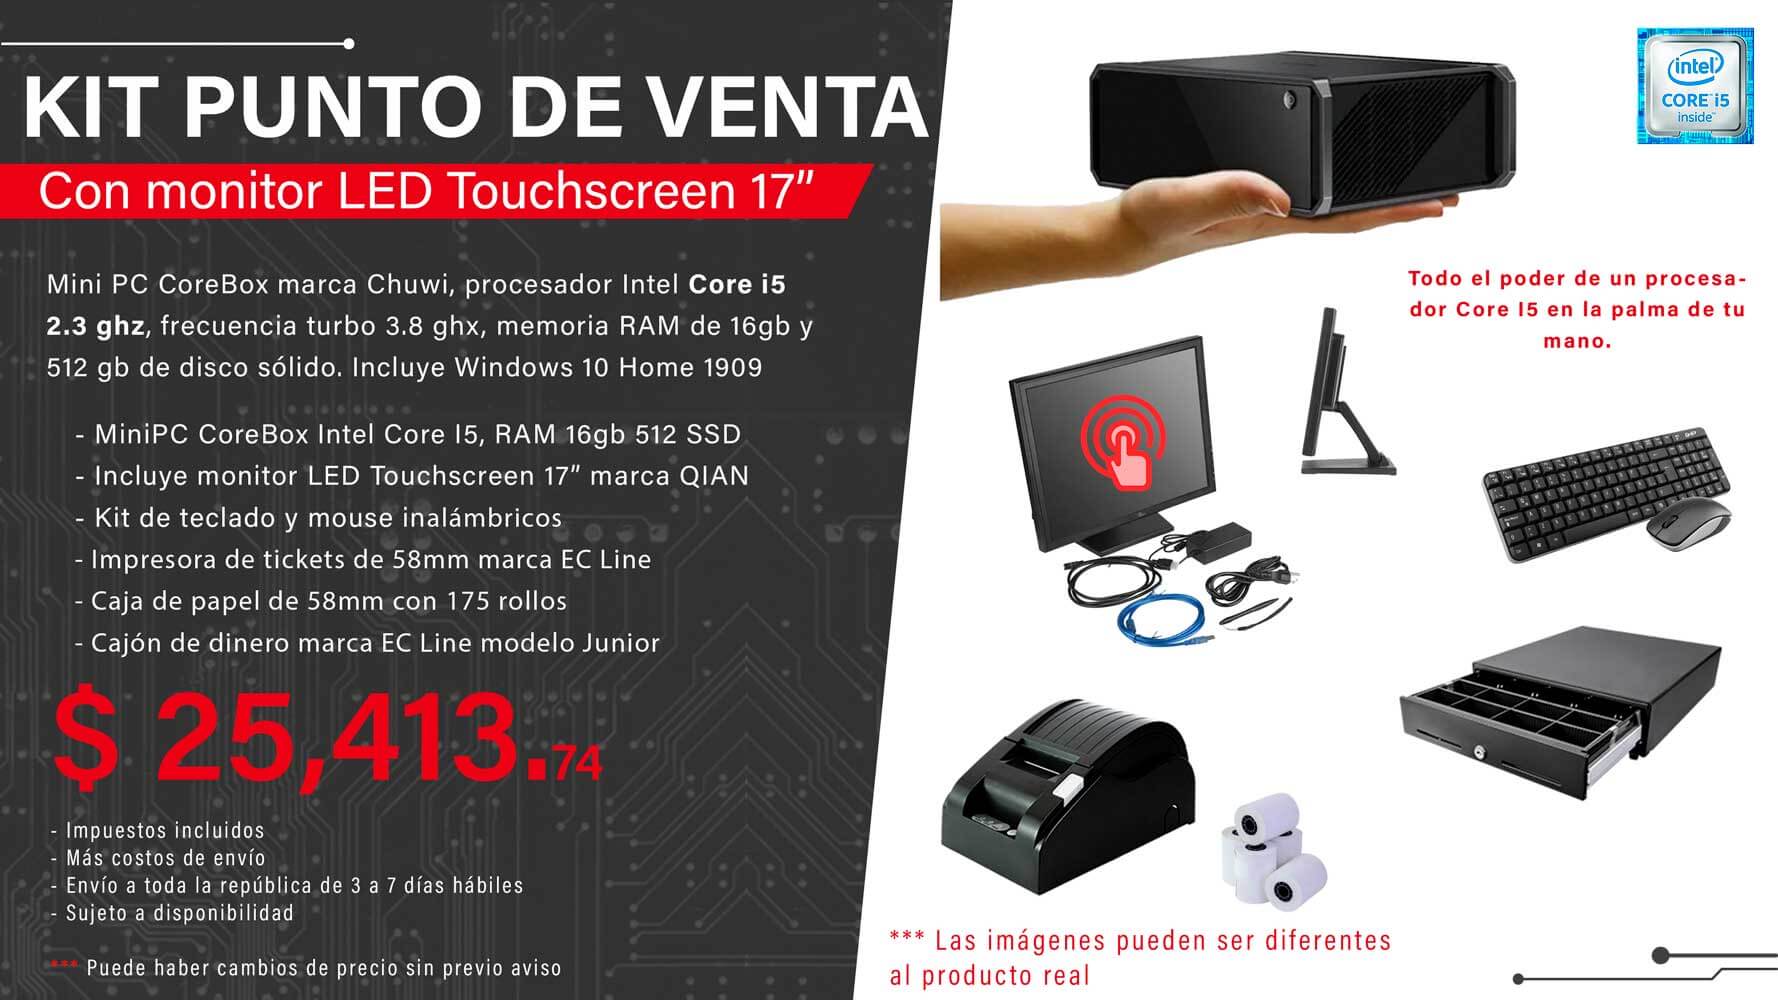 KIT PUNTO DE VENTA
Con monitor LED Touchscreen 17"
Mini PC CoreBox marca Chuwi, procesador Intel Core i5
2.3 ghz, frecuencia turbo 3.8 ghx, memoria RAM de 16gb y
512 gb de disco sólido. Incluye Windows 10 Home 1909
- MiniPC CoreBox Intel Core I5, RAM 16gb 512 SSD
- Incluye monitor LED Touchscreen 17" marca QIAN
- Kit de teclado y mouse inalámbricos
- Impresora de tickets de 58mm marca EC Line
- Caja de papel de 58mm con 175 rollos
- Cajón de dinero marca EC Line modelo Junior
$ 25,413.74
- Impuestos incluidos
- Más costos de envío
- Envío a toda la república de 3 a 7 días hábiles
- Sujeto a disponibilidad
*** Puede haber cambios de precio sin previo aviso
intel
CORE i5
inside™
Todo el poder de un procesa-
dor Core I5 en la palma de tu
mano.
*** Las imágenes pueden ser diferentes
al producto real